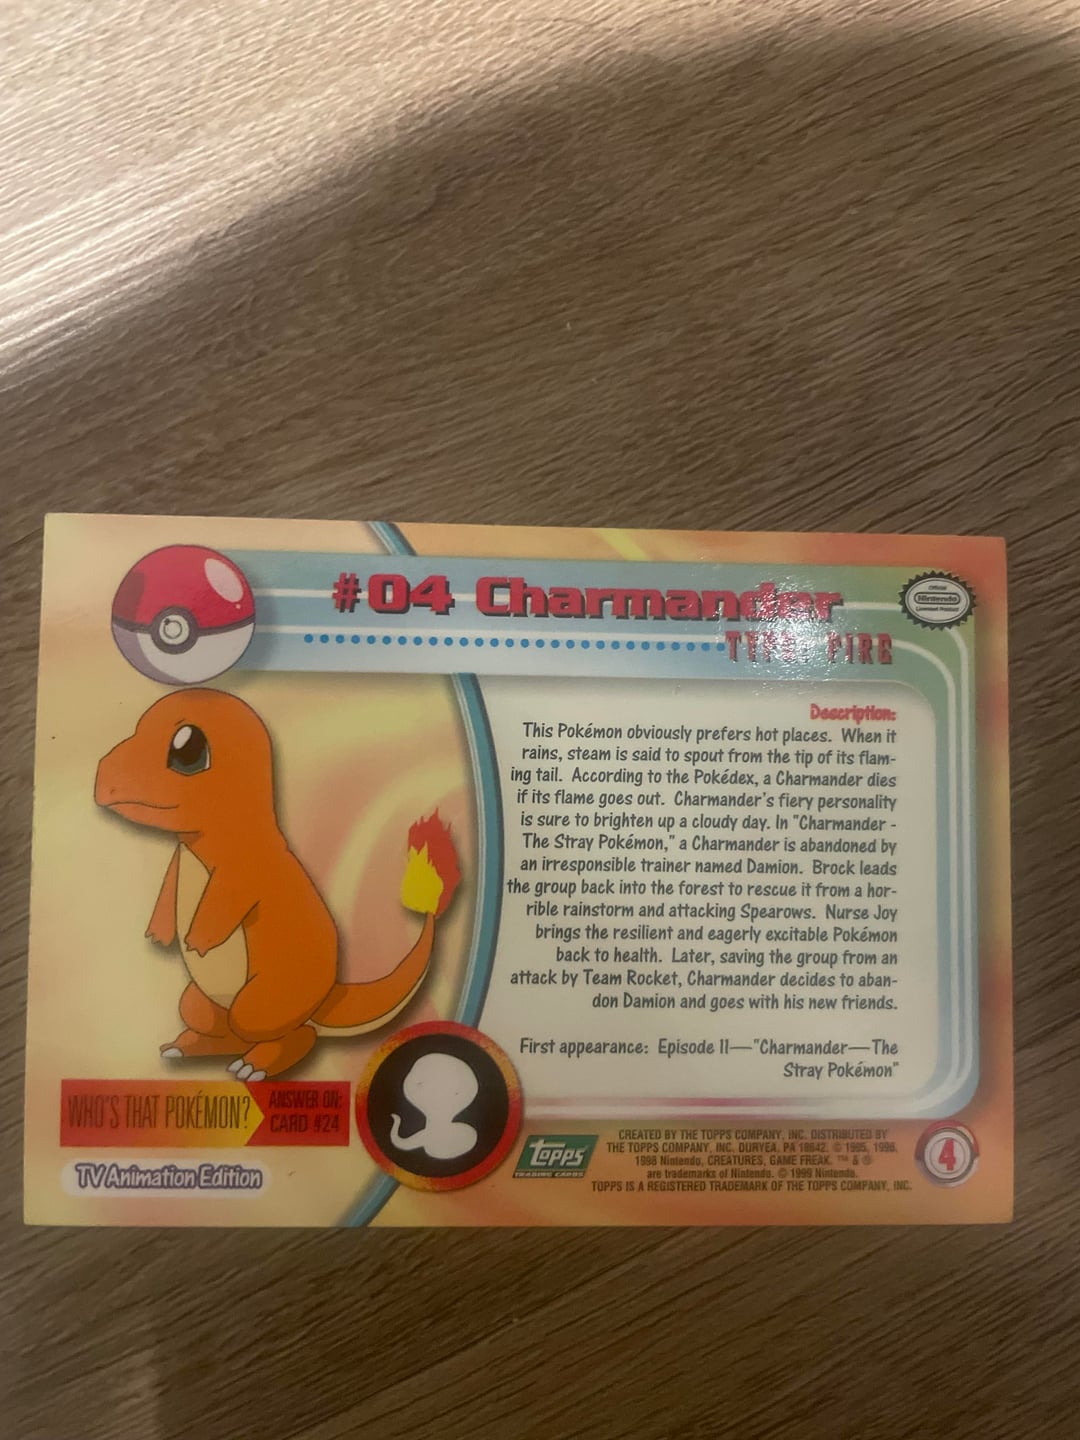 #04 Charmander
TYPE: FIRE
Official
Nintendo
Licensed Product
Description:
This Pokémon obviously prefers hot places. When it
rains, steam is said to spout from the tip of its flam-
ing tail. According to the Pokédex, a Charmander dies
if its flame goes out. Charmander's fiery personality
is sure to brighten up a cloudy day. In "Charmander -
The Stray Pokémon," a Charmander is abandoned by
an irresponsible trainer named Damion. Brock leads
the group back into the forest to rescue it from a hor-
rible rainstorm and attacking Spearows. Nurse Joy
brings the resilient and eagerly excitable Pokémon
back to health. Later, saving the group from an
attack by Team Rocket, Charmander decides to aban-
don Damion and goes with his new friends.
First appearance: Episode II—"Charmander—The
Stray Pokémon"
WHO'S THAT POKÉMON?
ANSWER ON:
CARD #24
TV Animation Edition
Topps
TRADING CARDS
CREATED BY THE TOPPS COMPANY, INC. DISTRIBUTED BY
THE TOPPS COMPANY, INC. DURYEA, PA 18642. © 1995, 1996,
1998 Nintendo, CREATURES, GAME FREAK. ™ & ®
are trademarks of Nintendo. © 1999 Nintendo.
TOPPS IS A REGISTERED TRADEMARK OF THE TOPPS COMPANY, INC.
4